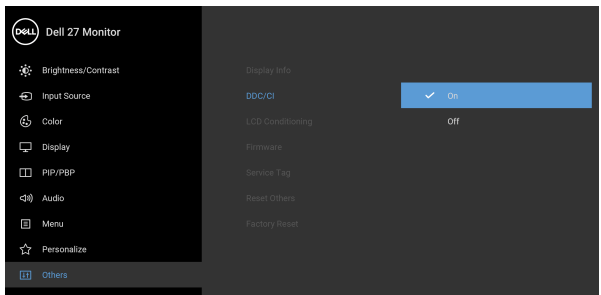 DELL
Dell 27 Monitor
Brightness/Contrast
Input Source
Color
Display
PIP/PBP
Audio
Menu
Personalize
Others
Display Info
DDC/CI
LCD Conditioning
Firmware
Service Tag
Reset Others
Factory Reset
On
Off